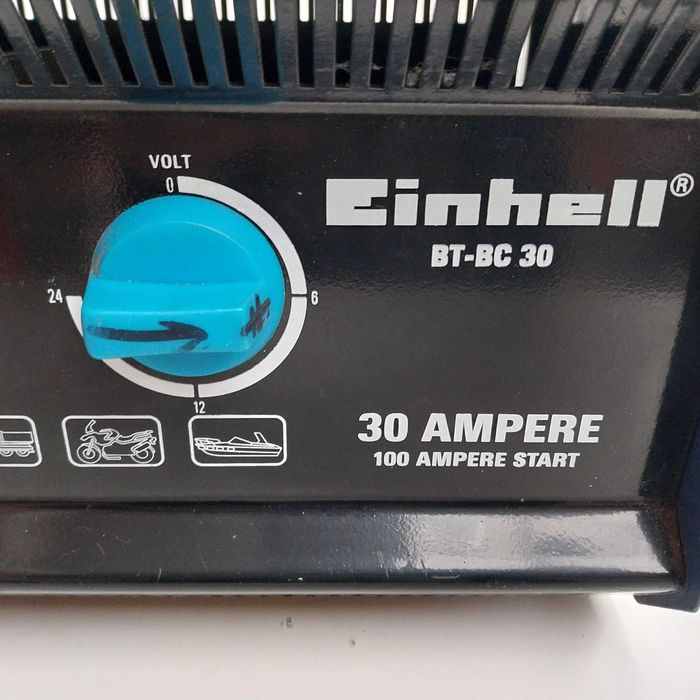 VOLT
0
Einhell®
BT-BC 30
24
6
12
30 AMPERE
100 AMPERE START